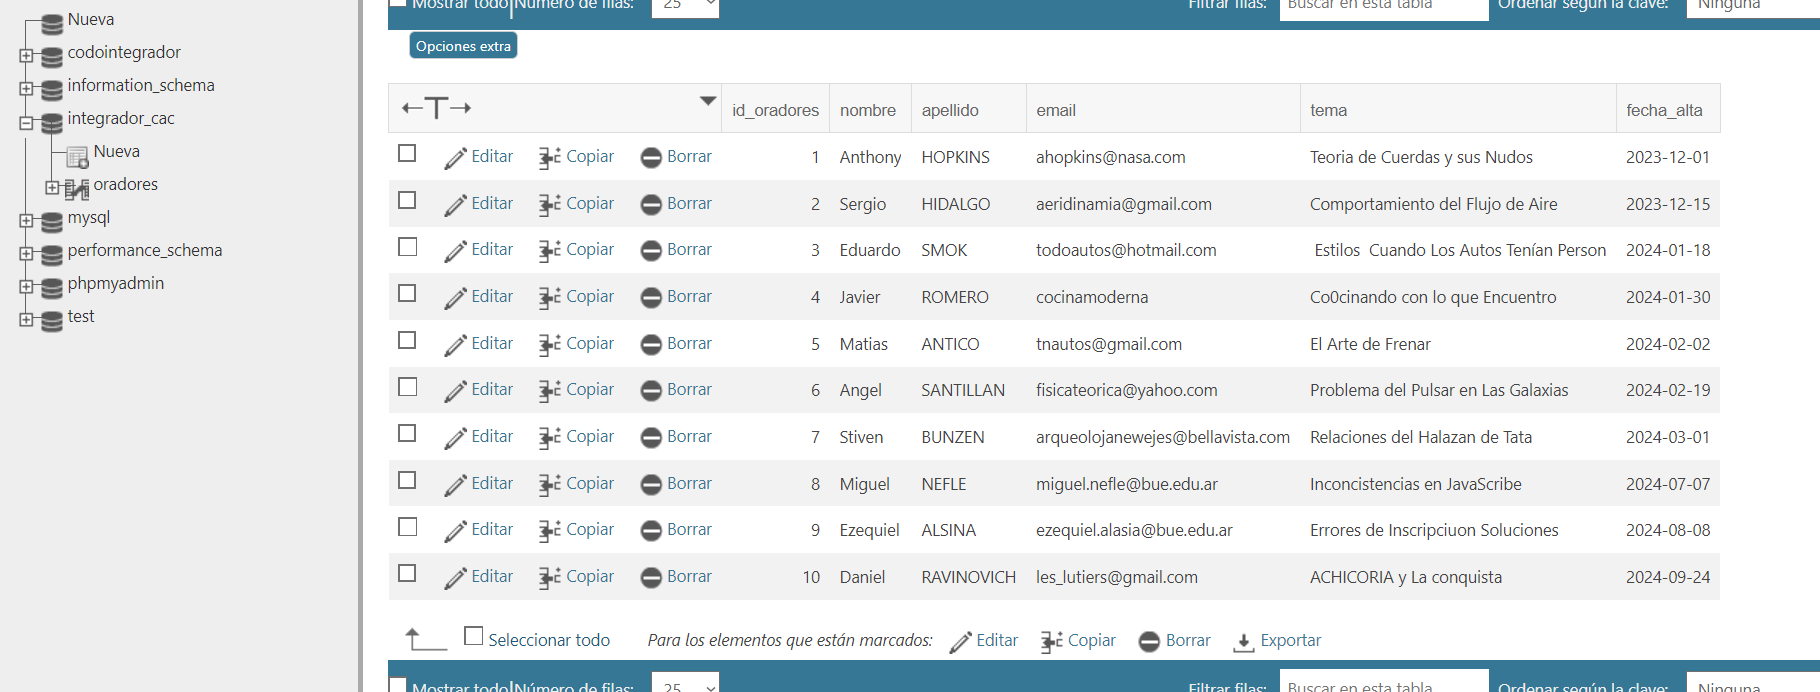 Nueva
codointegrador
information_schema
integrador_cac
Nueva
oradores
mysql
performance_schema
phpmyadmin
test
Mostrar todo Número de filas: 25 Filtrar filas: Buscar en esta tabla Ordenar según la clave: Ninguna
Opciones extra
id_oradores nombre apellido email tema fecha_alta
Editar Copiar Borrar 1 Anthony HOPKINS ahopkins@nasa.com Teoria de Cuerdas y sus Nudos 2023-12-01
Editar Copiar Borrar 2 Sergio HIDALGO aeridinamia@gmail.com Comportamiento del Flujo de Aire 2023-12-15
Editar Copiar Borrar 3 Eduardo SMOK todoautos@hotmail.com Estilos Cuando Los Autos Tenían Person 2024-01-18
Editar Copiar Borrar 4 Javier ROMERO cocinamoderna Co0cinando con lo que Encuentro 2024-01-30
Editar Copiar Borrar 5 Matias ANTICO tnautos@gmail.com El Arte de Frenar 2024-02-02
Editar Copiar Borrar 6 Angel SANTILLAN fisicateorica@yahoo.com Problema del Pulsar en Las Galaxias 2024-02-19
Editar Copiar Borrar 7 Stiven BUNZEN arqueolojanewejes@bellavista.com Relaciones del Halazan de Tata 2024-03-01
Editar Copiar Borrar 8 Miguel NEFLE miguel.nefle@bue.edu.ar Inconcistencias en JavaScribe 2024-07-07
Editar Copiar Borrar 9 Ezequiel ALSINA ezequiel.alasia@bue.edu.ar Errores de Inscripciuon Soluciones 2024-08-08
Editar Copiar Borrar 10 Daniel RAVINOVICH les_lutiers@gmail.com ACHICORIA y La conquista 2024-09-24
Seleccionar todo Para los elementos que están marcados: Editar Copiar Borrar Exportar
Mostrar todo Número de filas: 25 Filtrar filas: Buscar en esta tabla Ordenar según la clave: Ninguna